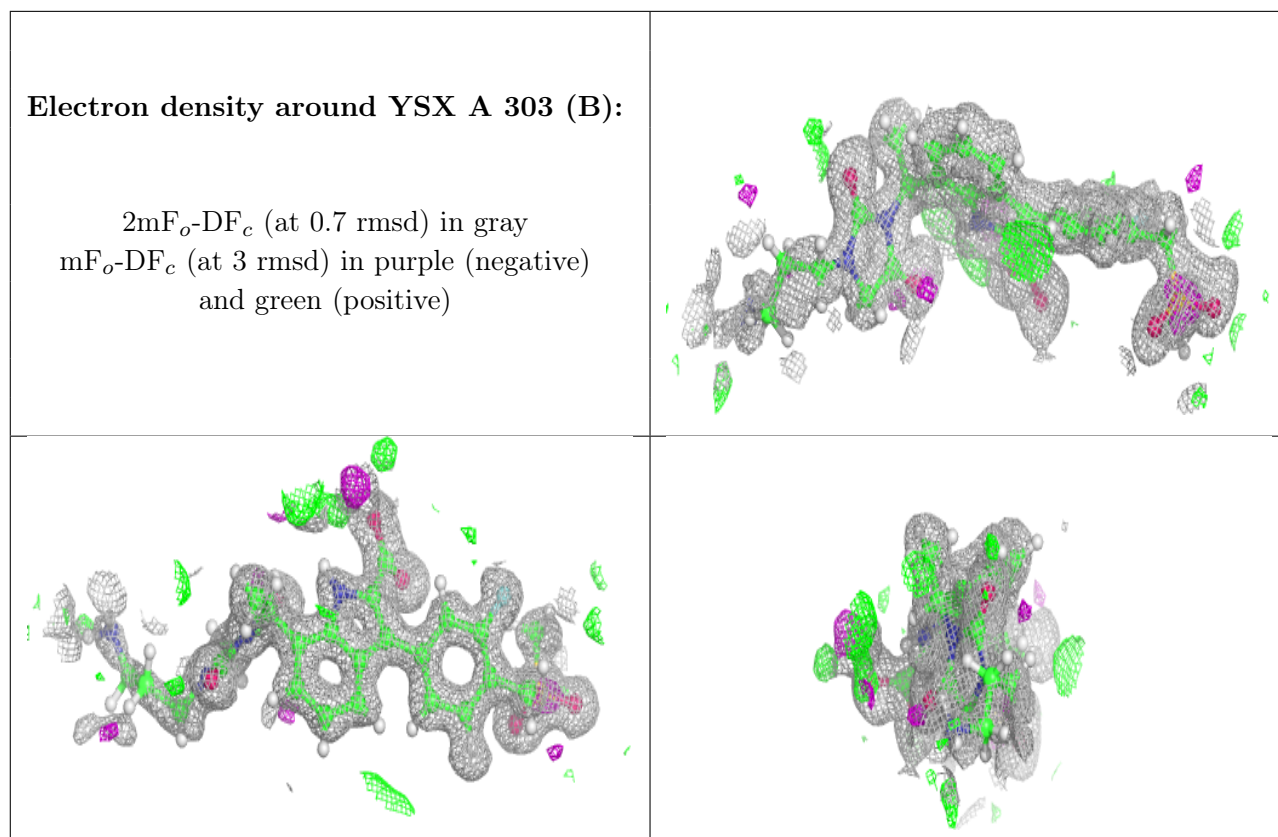 Electron density around YSX A 303 (B):
2mFₒ-DF𝒸 (at 0.7 rmsd) in gray
mFₒ-DF𝒸 (at 3 rmsd) in purple (negative)
and green (positive)